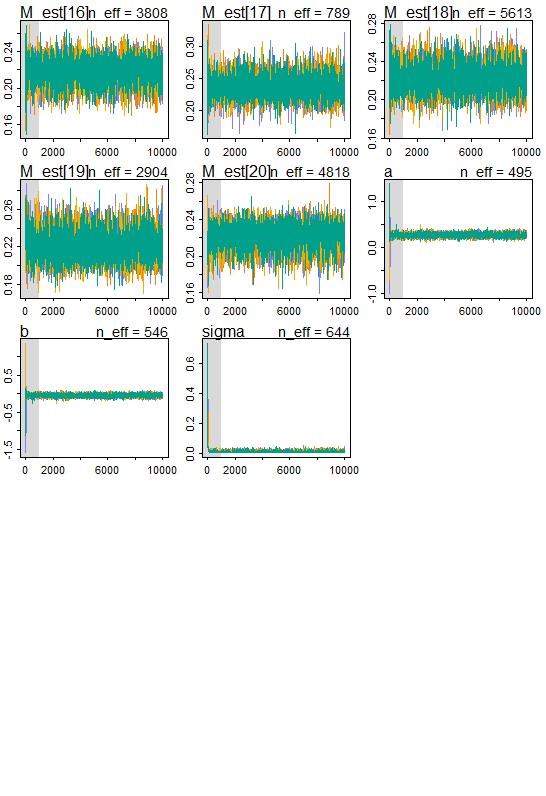 M_est[16] n_eff = 3808
M_est[17] n_eff = 789
M_est[18] n_eff = 5613
0.16 0.20 0.24
0.20 0.25 0.30
0.16 0.20 0.24 0.28
0 2000 6000 10000
0 2000 6000 10000
0 2000 6000 10000
M_est[19] n_eff = 2904
M_est[20] n_eff = 4818
a n_eff = 495
0.18 0.22 0.26
0.16 0.20 0.24 0.28
-1.0 0.0 1.0
0 2000 6000 10000
0 2000 6000 10000
0 2000 6000 10000
b n_eff = 546
sigma n_eff = 644
-1.5 -0.5 0.5
0.0 0.2 0.4 0.6
0 2000 6000 10000
0 2000 6000 10000